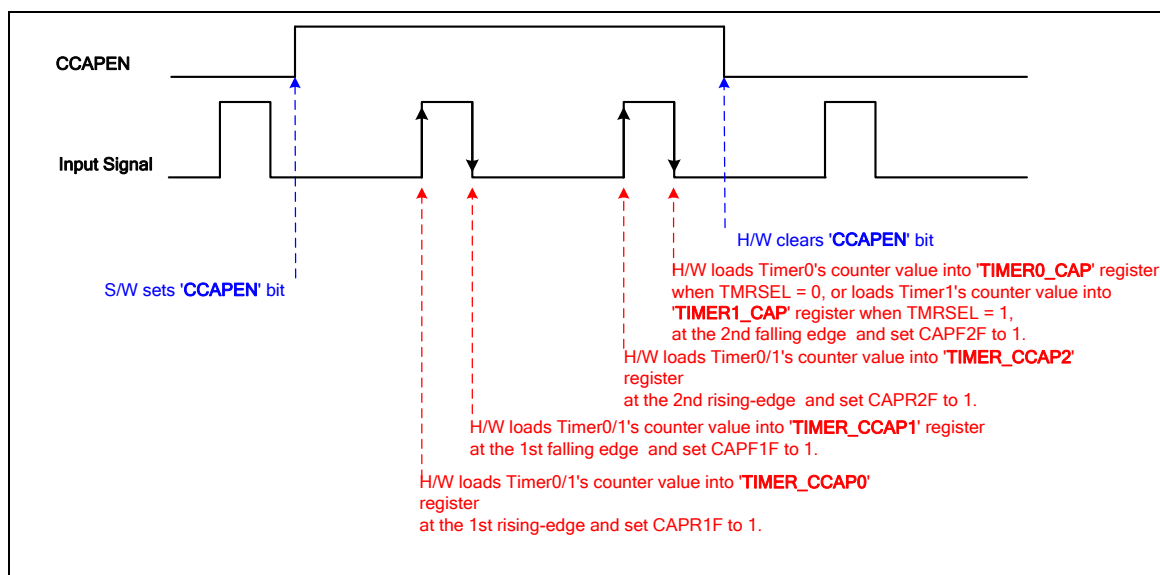 CCAPEN
Input Signal
H/W clears 'CCAPEN' bit
S/W sets 'CCAPEN' bit
H/W loads Timer0's counter value into 'TIMER0_CAP' register
when TMRSEL = 0, or loads Timer1's counter value into
'TIMER1_CAP' register when TMRSEL = 1,
at the 2nd falling edge and set CAPF2F to 1.
H/W loads Timer0/1's counter value into 'TIMER_CCAP2'
register
at the 2nd rising-edge and set CAPR2F to 1.
H/W loads Timer0/1's counter value into 'TIMER_CCAP1' register
at the 1st falling edge and set CAPF1F to 1.
H/W loads Timer0/1's counter value into 'TIMER_CCAP0'
register
at the 1st rising-edge and set CAPR1F to 1.